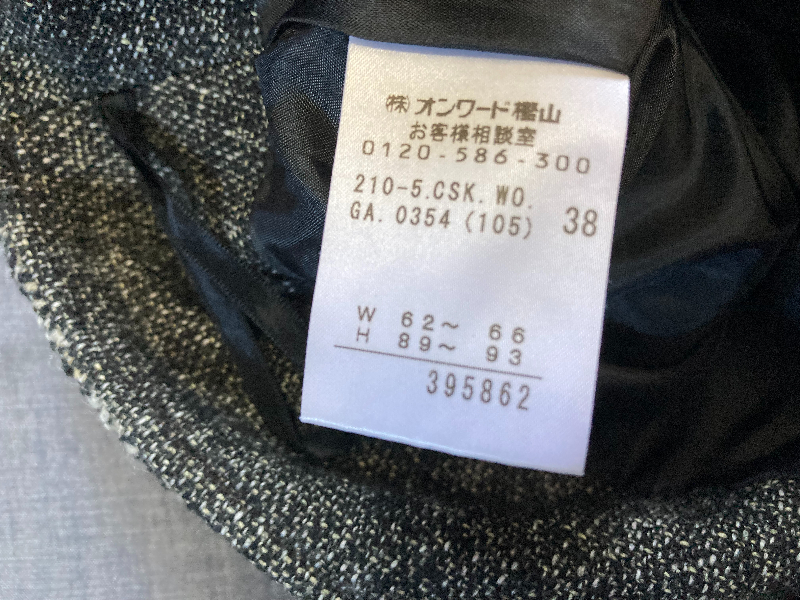 ㈱オンワード樫山
お客様相談室
0120-586-300
210-5.CSK.WO.
GA.0354 (105) 38
W 62〜 66
H 89〜 93
395862